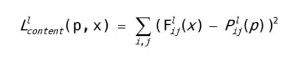 L^l_content(p, x) = ∑_{i,j} (F^l_ij(x) − P^l_ij(p))²